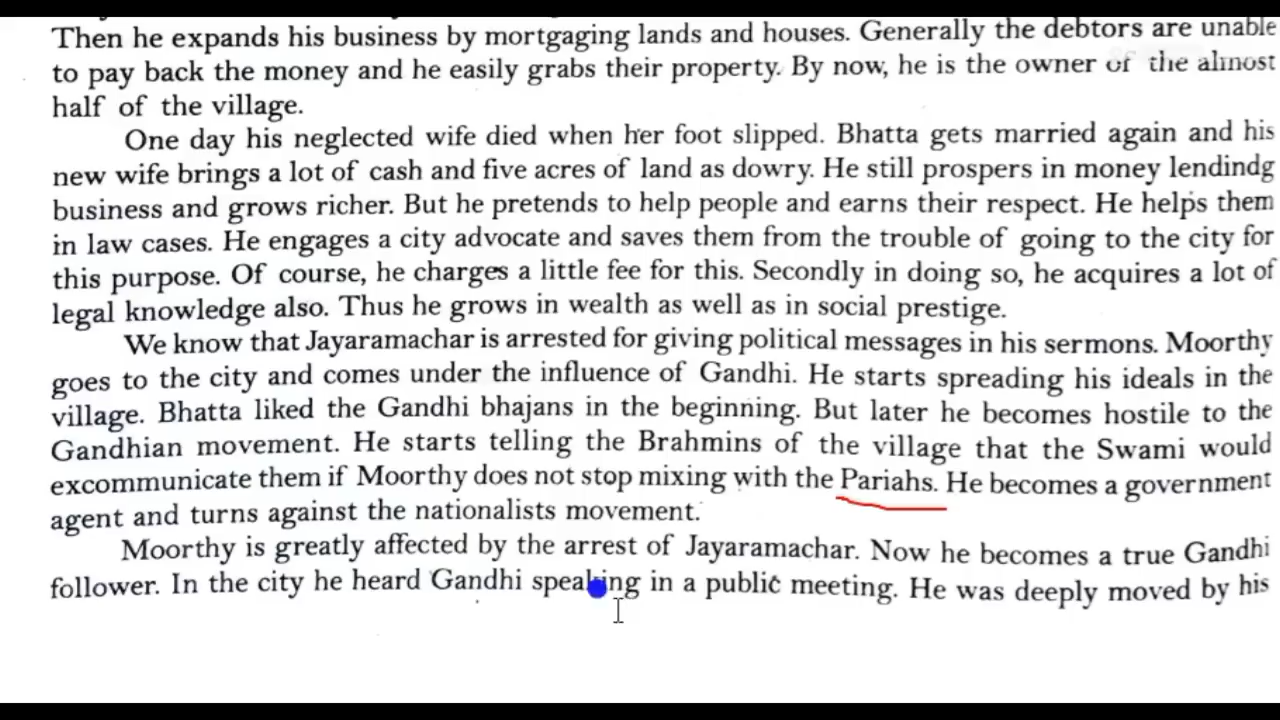 Then he expands his business by mortgaging lands and houses. Generally the debtors are unable
to pay back the money and he easily grabs their property. By now, he is the owner of the almost
half of the village.
One day his neglected wife died when her foot slipped. Bhatta gets married again and his
new wife brings a lot of cash and five acres of land as dowry. He still prospers in money lendindg
business and grows richer. But he pretends to help people and earns their respect. He helps them
in law cases. He engages a city advocate and saves them from the trouble of going to the city for
this purpose. Of course, he charges a little fee for this. Secondly in doing so, he acquires a lot of
legal knowledge also. Thus he grows in wealth as well as in social prestige.
We know that Jayaramachar is arrested for giving political messages in his sermons. Moorthy
goes to the city and comes under the influence of Gandhi. He starts spreading his ideals in the
village. Bhatta liked the Gandhi bhajans in the beginning. But later he becomes hostile to the
Gandhian movement. He starts telling the Brahmins of the village that the Swami would
excommunicate them if Moorthy does not stop mixing with the Pariahs. He becomes a government
agent and turns against the nationalists movement.
Moorthy is greatly affected by the arrest of Jayaramachar. Now he becomes a true Gandhi
follower. In the city he heard Gandhi speaking in a public meeting. He was deeply moved by his